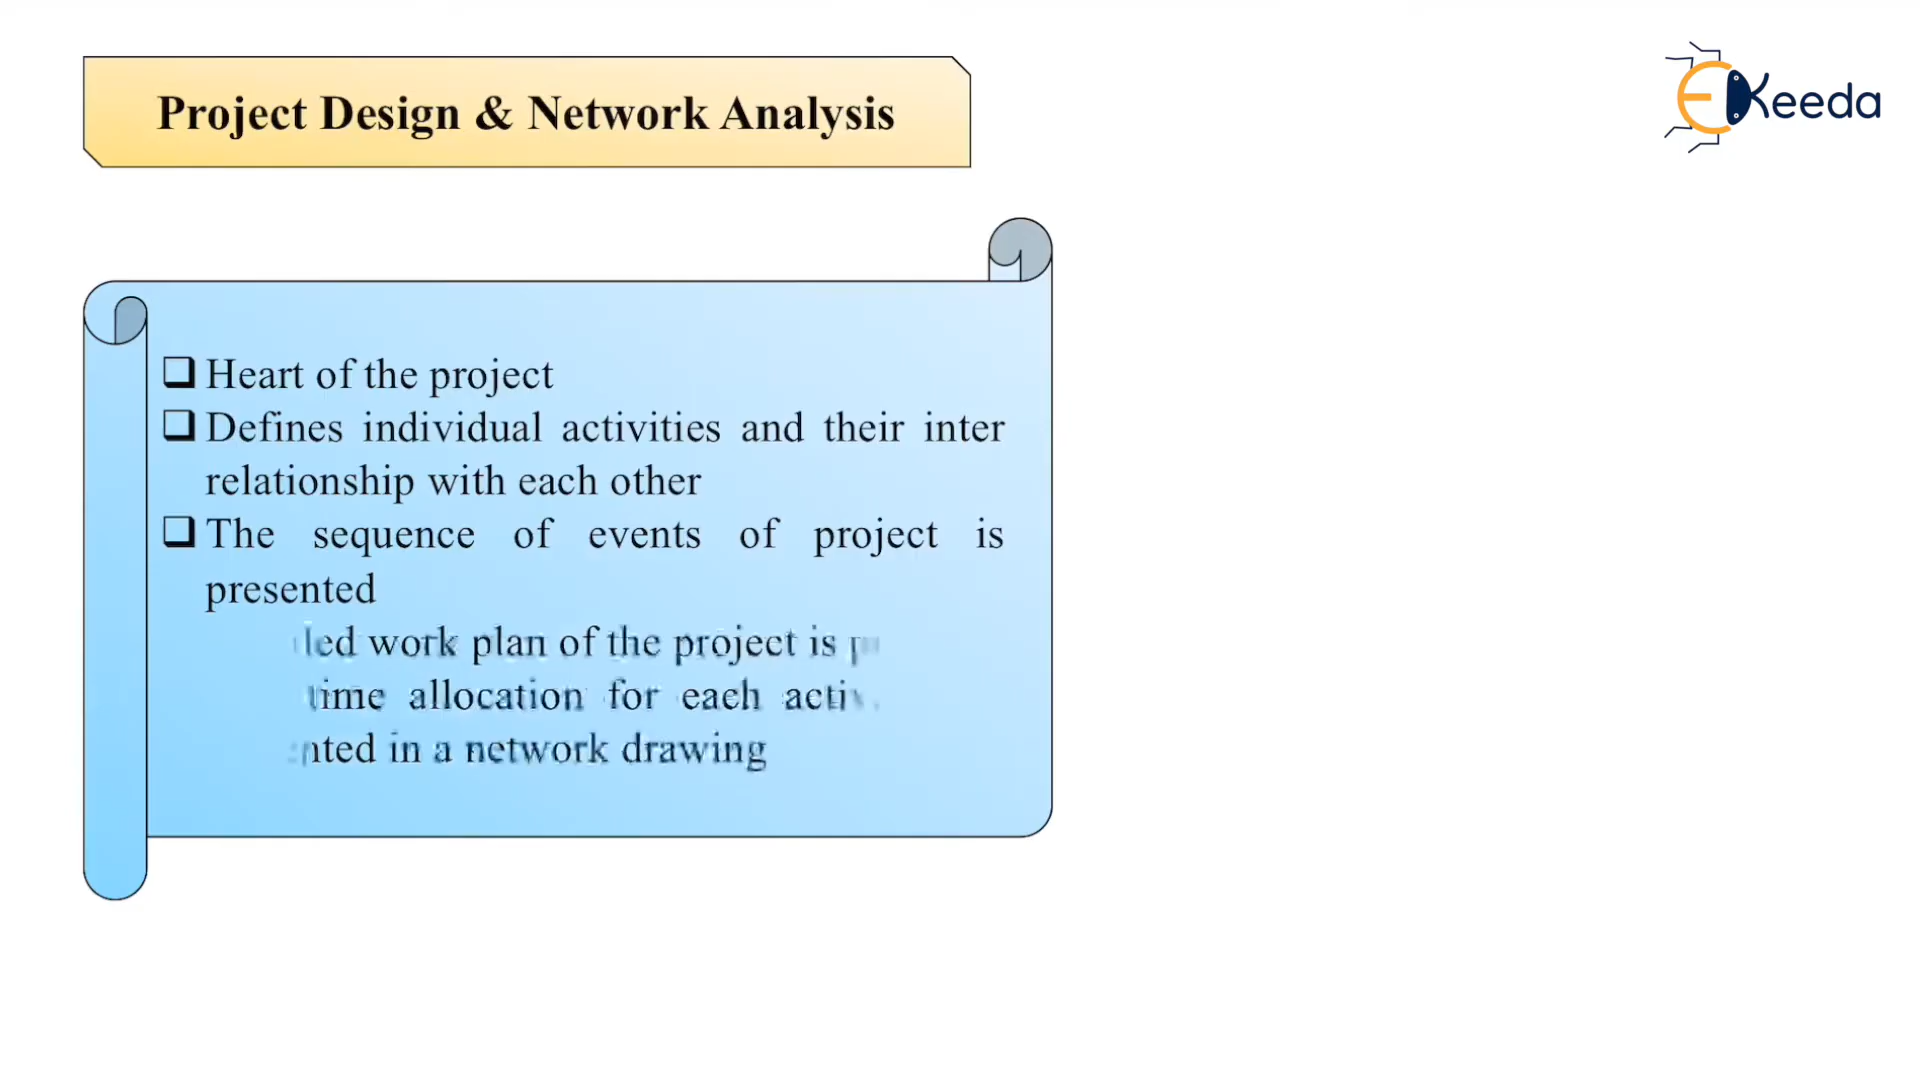 Project Design & Network Analysis
EKeeda
Heart of the project
Defines individual activities and their inter
relationship with each other
The sequence of events of project is
presented
work plan of the project is
time allocation for each
in a network drawing